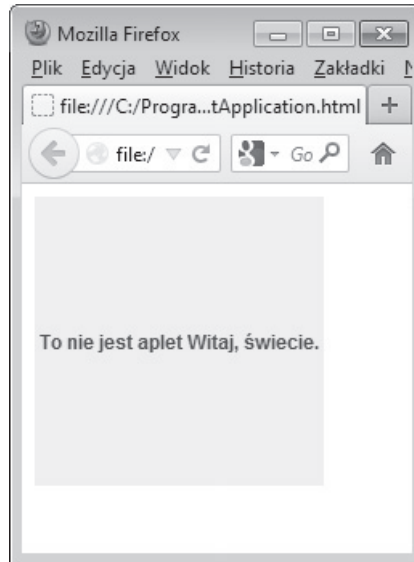 Mozilla Firefox
Plik Edycja Widok Historia Zakładki N
file:///C:/Progra...tApplication.html +
file:/ Go
To nie jest aplet Witaj, świecie.